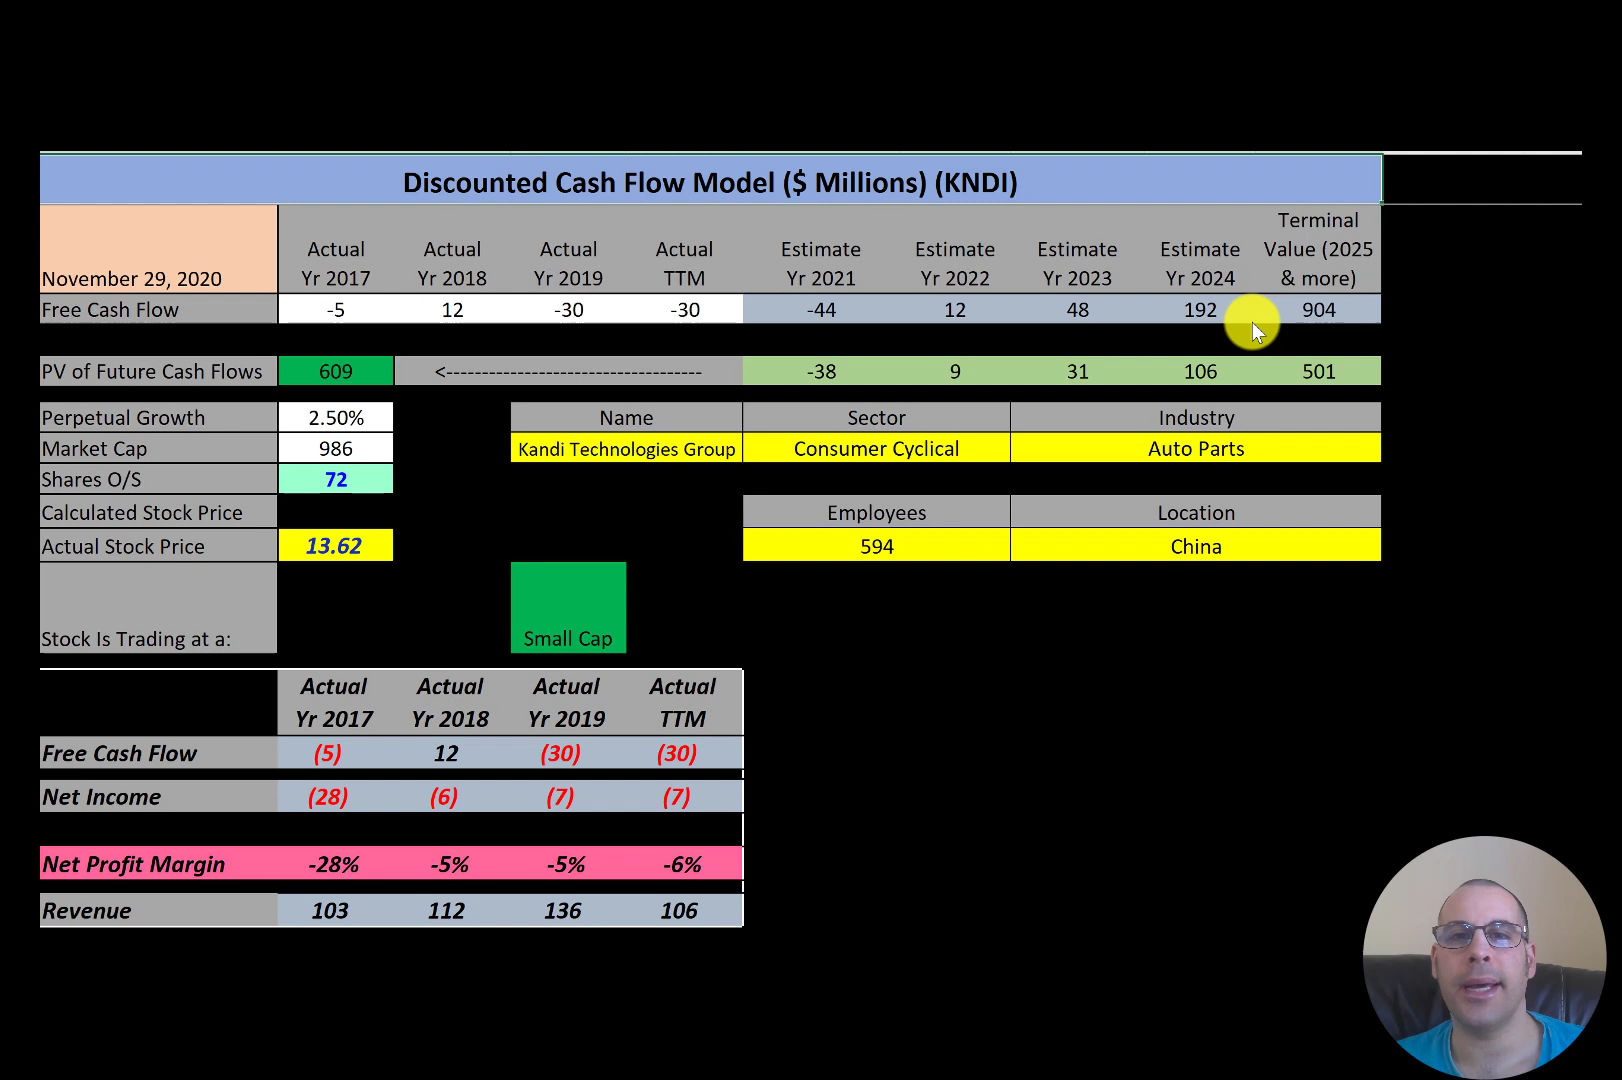 Discounted Cash Flow Model ($ Millions) (KNDI)
November 29, 2020 Actual Yr 2017 Actual Yr 2018 Actual Yr 2019 Actual TTM Estimate Yr 2021 Estimate Yr 2022 Estimate Yr 2023 Estimate Yr 2024 Terminal Value (2025 & more)
Free Cash Flow -5 12 -30 -30 -44 12 48 192 904
PV of Future Cash Flows 609 <----------------------------------- -38 9 31 106 501
Perpetual Growth 2.50% Name Sector Industry
Market Cap 986 Kandi Technologies Group Consumer Cyclical Auto Parts
Shares O/S 72
Calculated Stock Price Employees Location
Actual Stock Price 13.62 594 China
Stock Is Trading at a: Small Cap
Actual Yr 2017 Actual Yr 2018 Actual Yr 2019 Actual TTM
Free Cash Flow (5) 12 (30) (30)
Net Income (28) (6) (7) (7)
Net Profit Margin -28% -5% -5% -6%
Revenue 103 112 136 106